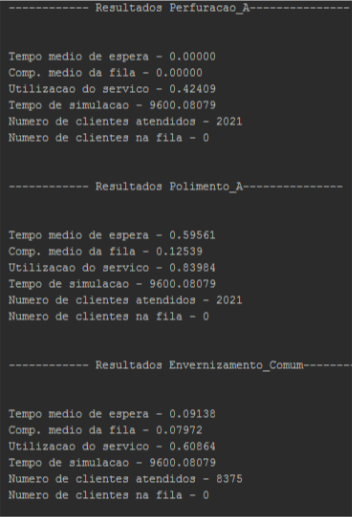 ------------ Resultados Perfuracao_A---------------
Tempo medio de espera - 0.00000
Comp. medio da fila - 0.00000
Utilizacao do servico - 0.42409
Tempo de simulacao - 9600.08079
Numero de clientes atendidos - 2021
Numero de clientes na fila - 0
------------ Resultados Polimento_A---------------
Tempo medio de espera - 0.59561
Comp. medio da fila - 0.12539
Utilizacao do servico - 0.83984
Tempo de simulacao - 9600.08079
Numero de clientes atendidos - 2021
Numero de clientes na fila - 0
------------ Resultados Envernizamento_Comum--------
Tempo medio de espera - 0.09138
Comp. medio da fila - 0.07972
Utilizacao do servico - 0.60864
Tempo de simulacao - 9600.08079
Numero de clientes atendidos - 8375
Numero de clientes na fila - 0